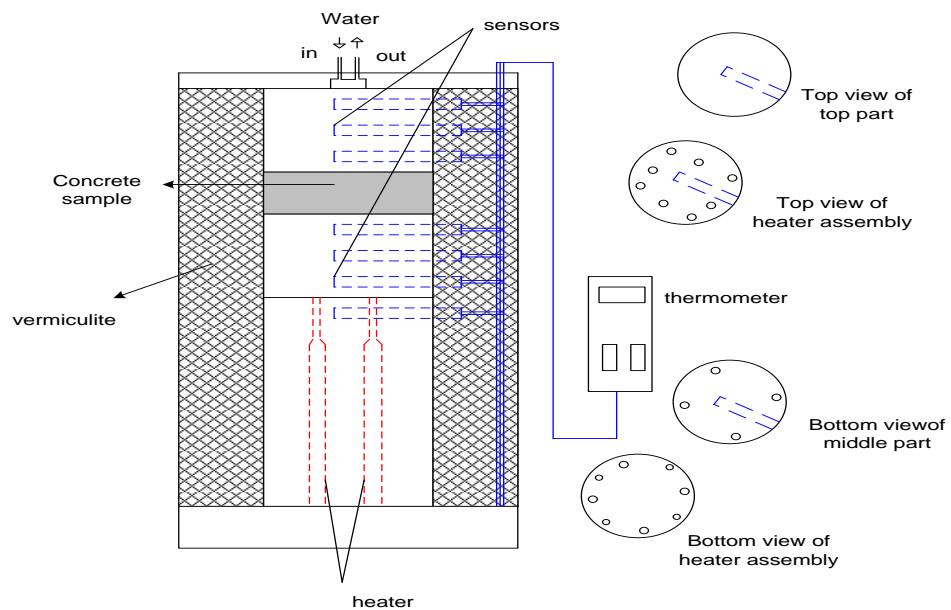 Water
in
out
sensors
Top view of
top part
Concrete
sample
Top view of
heater assembly
thermometer
vermiculite
Bottom viewof
middle part
Bottom view of
heater assembly
heater